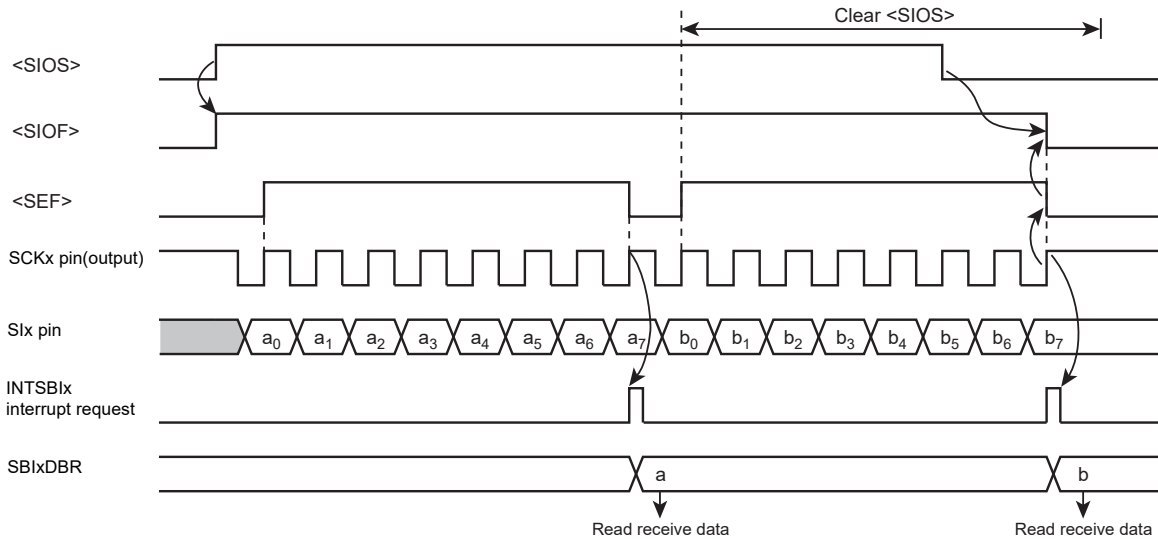 Clear <SIOS>
<SIOS>
<SIOF>
<SEF>
SCKx pin(output)
SIx pin
a0 a1 a2 a3 a4 a5 a6 a7 b0 b1 b2 b3 b4 b5 b6 b7
INTSBIx
interrupt request
SBIxDBR
a
b
Read receive data
Read receive data